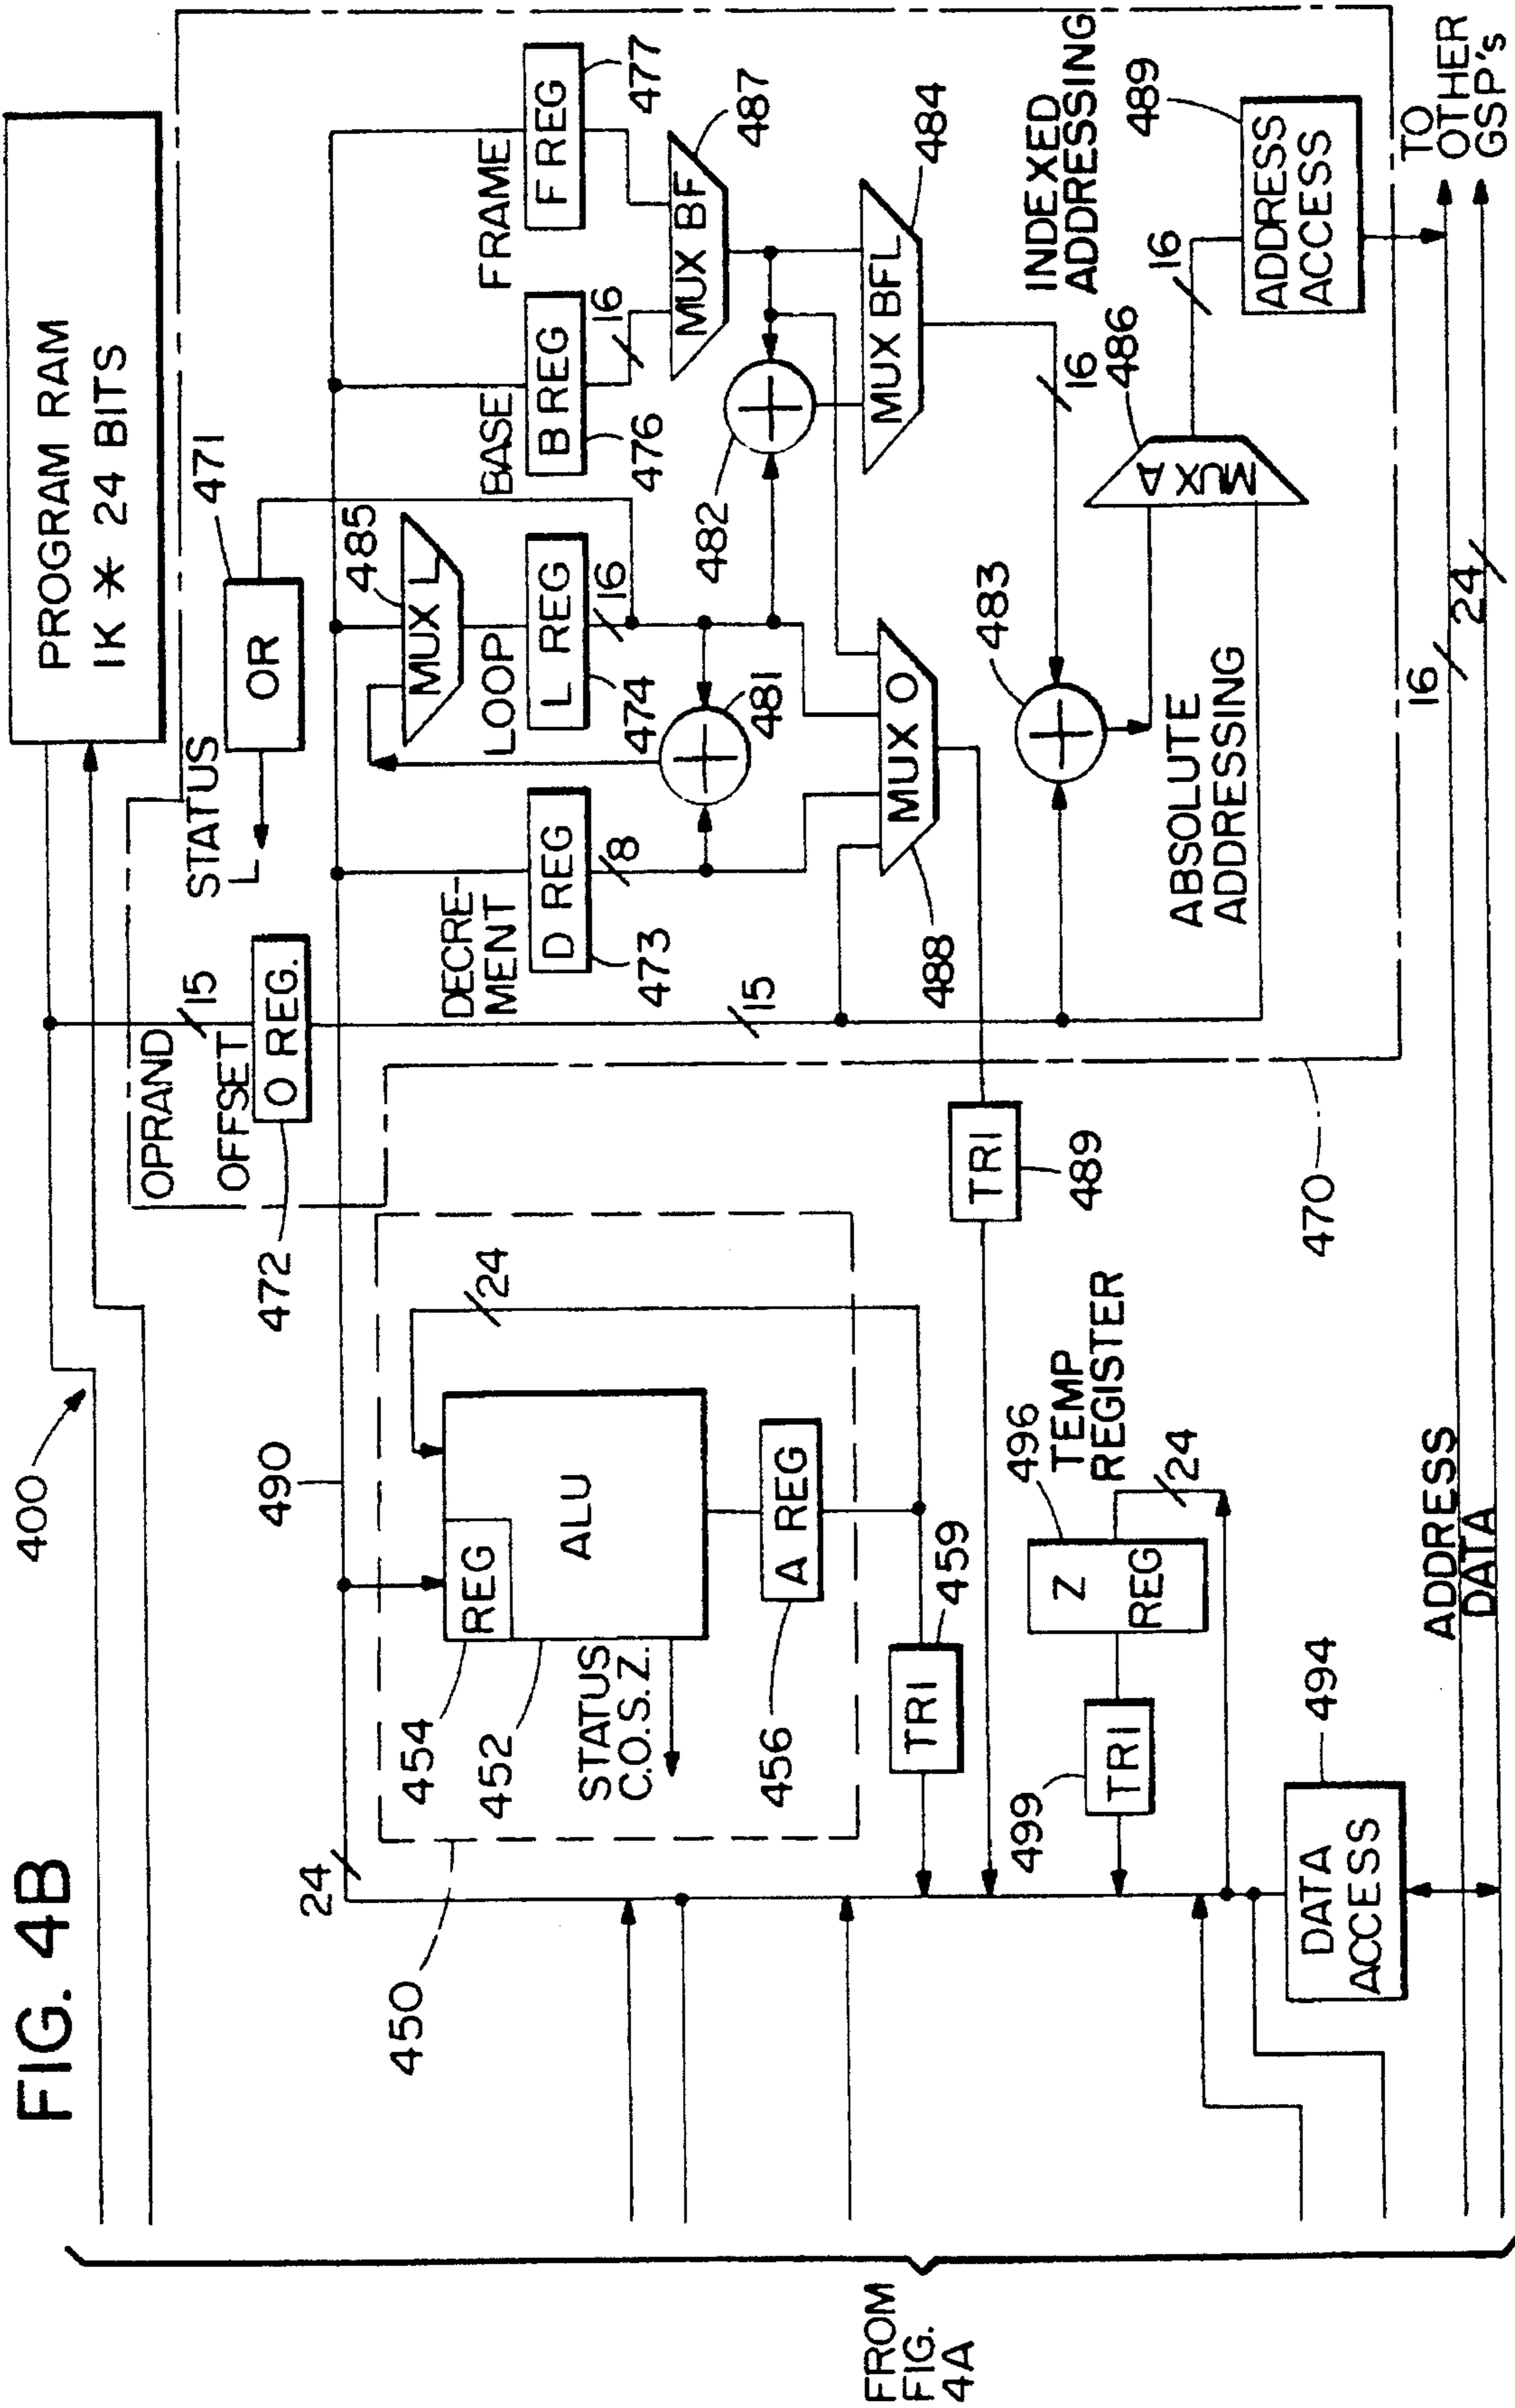 FIG. 4B
400
PROGRAM RAM
1K * 24 BITS
OPRAND
OFFSET
15
O REG.
472
STATUS
L
OR
471
490
24
DECRE-
MENT
D REG
473
8
15
MUX L
485
LOOP
L REG
474
16
481
BASE
B REG
476
16
FRAME
F REG
477
MUX BF
487
482
MUX BFL
484
MUX O
488
INDEXED
ADDRESSING
16
483
ABSOLUTE
ADDRESSING
MUX A
486
16
ADDRESS
ACCESS
489
470
450
24
REG
ALU
454
452
STATUS
C.O.S.Z.
A REG
456
TRI
459
TRI
489
496
TEMP
REGISTER
Z
REG
24
TRI
499
DATA
ACCESS
494
ADDRESS
DATA
16
24
TO
OTHER
GSP's
FROM
FIG.
4A